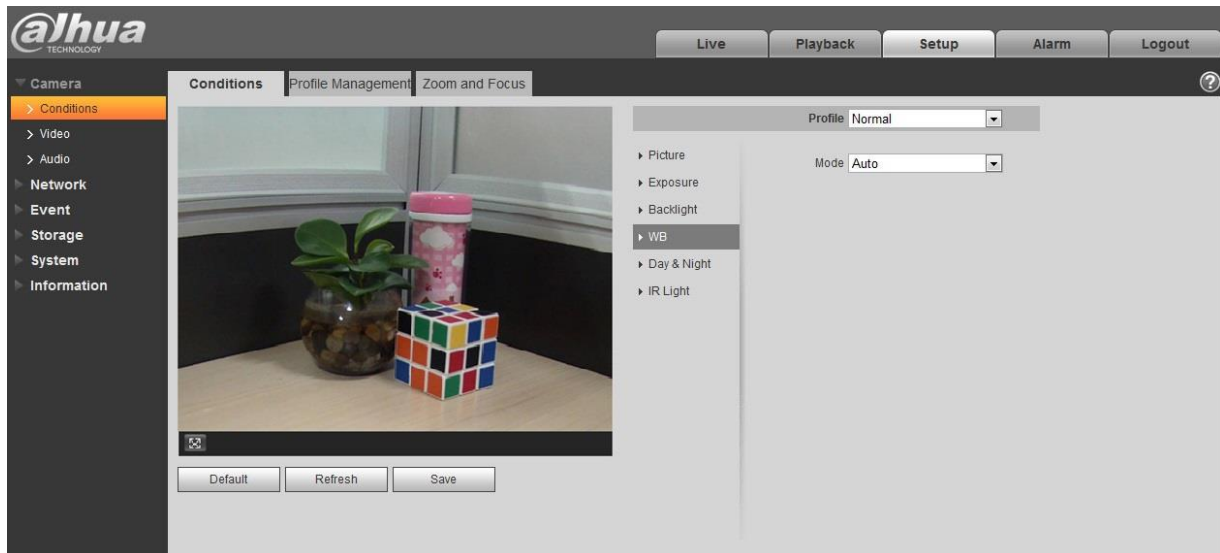 alhua
TECHNOLOGY
Live
Playback
Setup
Alarm
Logout
Camera
Conditions
Video
Audio
Network
Event
Storage
System
Information
Conditions
Profile Management
Zoom and Focus
?
Profile Normal
Picture
Exposure
Backlight
WB
Day & Night
IR Light
Mode Auto
Default
Refresh
Save